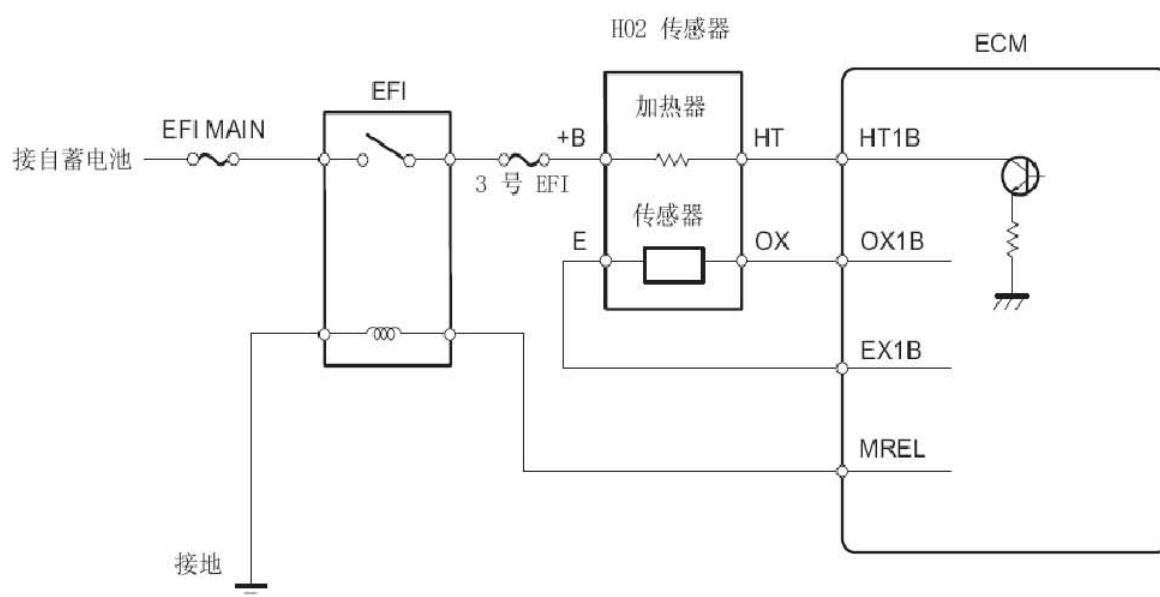 HO2 传感器
ECM
EFI
加热器
EFI MAIN
+B
HT
HT1B
接自蓄电池
3 号 EFI
传感器
E
OX
OX1B
EX1B
MREL
接地